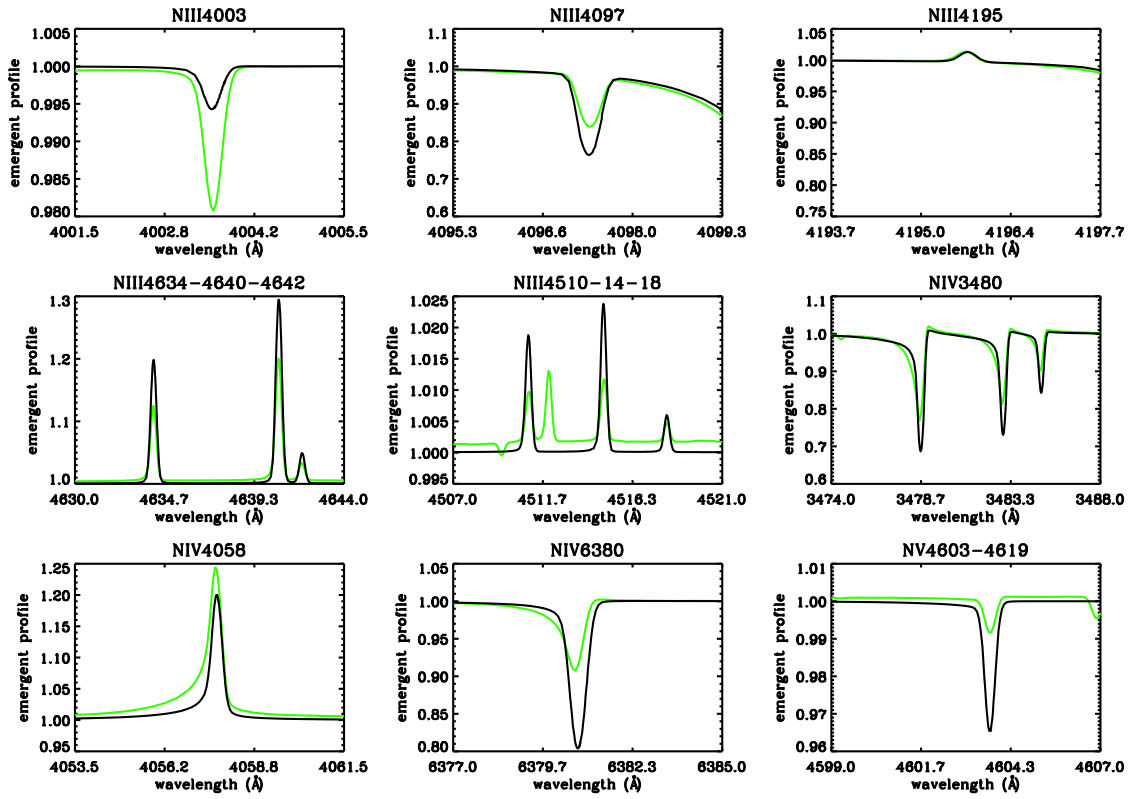 NIII4003
NIII4097
NIII4195
emergent profile
1.005
1.000
0.995
0.990
0.985
0.980
4001.5 4002.8 4004.2 4005.5
wavelength (Å)
emergent profile
1.1
1.0
0.9
0.8
0.7
0.6
4095.3 4096.6 4098.0 4099.3
wavelength (Å)
emergent profile
1.05
1.00
0.95
0.90
0.85
0.80
0.75
4193.7 4195.0 4196.4 4197.7
wavelength (Å)
NIII4634-4640-4642
NIII4510-14-18
NIV3480
emergent profile
1.3
1.2
1.1
1.0
4630.0 4634.7 4639.3 4644.0
wavelength (Å)
emergent profile
1.025
1.020
1.015
1.010
1.005
1.000
0.995
4507.0 4511.7 4516.3 4521.0
wavelength (Å)
emergent profile
1.1
1.0
0.9
0.8
0.7
0.6
3474.0 3478.7 3483.3 3488.0
wavelength (Å)
NIV4058
NIV6380
NV4603-4619
emergent profile
1.25
1.20
1.15
1.10
1.05
1.00
0.95
4053.5 4056.2 4058.8 4061.5
wavelength (Å)
emergent profile
1.05
1.00
0.95
0.90
0.85
0.80
6377.0 6379.7 6382.3 6385.0
wavelength (Å)
emergent profile
1.01
1.00
0.99
0.98
0.97
0.96
4599.0 4601.7 4604.3 4607.0
wavelength (Å)